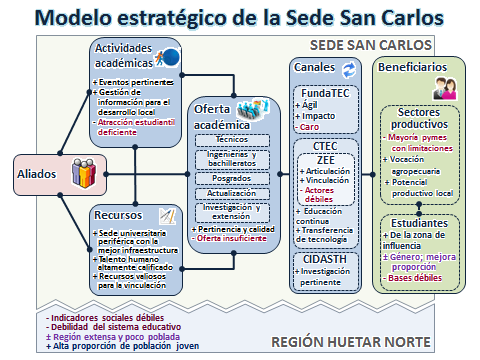 Modelo estratégico de la Sede San Carlos
SEDE SAN CARLOS
Aliados
Actividades
académicas
+ Eventos pertinentes
+ Gestión de
información para el
desarrollo local
- Atracción estudiantil
deficiente
Recursos
+ Sede universitaria
periférica con la
mejor infraestructura
+ Talento humano
altamente calificado
+ Recursos valiosos
para la vinculación
Oferta
académica
Técnicos
Ingenierías y
bachilleratos
Posgrados
Actualización
Investigación y
extensión
+ Pertinencia y calidad
- Oferta insuficiente
Canales
FundaTEC
+ Ágil
+ Impacto
- Caro
CTEC
ZEE
+ Articulación
+ Vinculación
- Actores
débiles
+ Educación
continua
+ Transferencia
de tecnología
CIDASTH
+ Investigación
pertinente
Beneficiarios
Sectores
productivos
- Mayoría pymes
con limitaciones
+ Vocación
agropecuaria
+ Potencial
productivo local
Estudiantes
+ De la zona de
influencia
± Género; mejora
proporción
- Bases débiles
- Indicadores sociales débiles
- Debilidad del sistema educativo
± Región extensa y poco poblada
+ Alta proporción de población joven
REGIÓN HUETAR NORTE